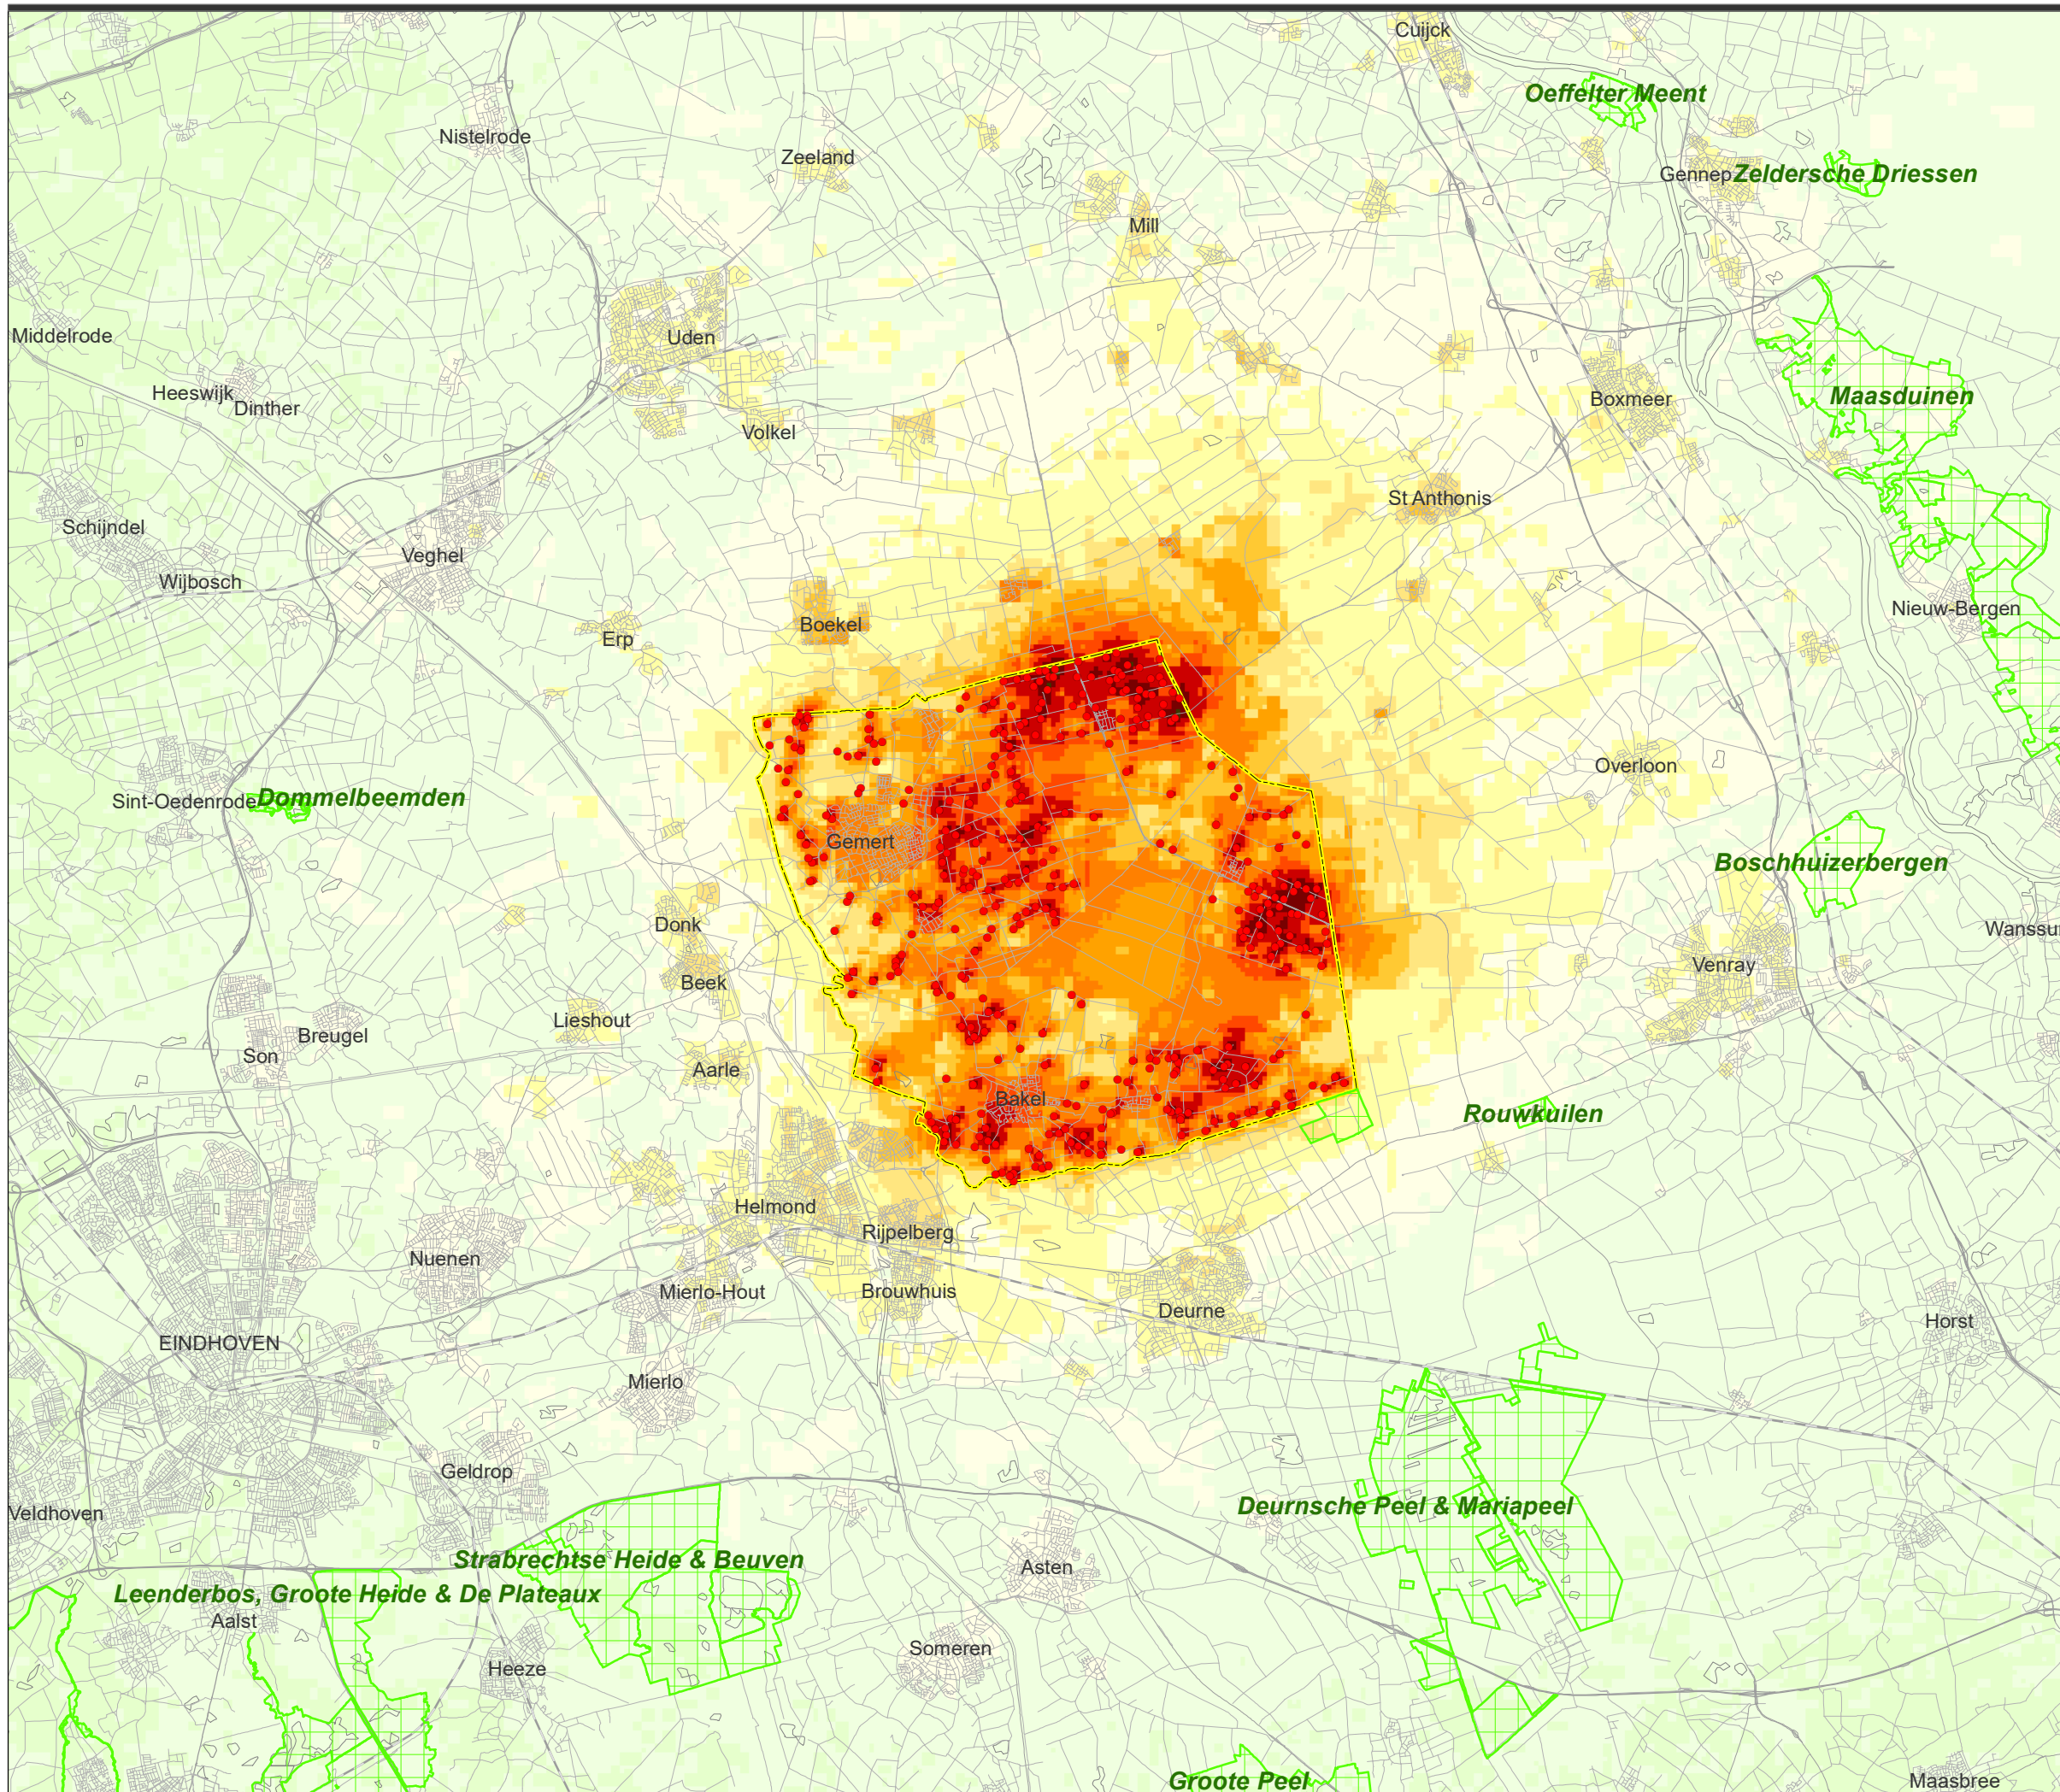 Cuijck
Oeffelter Meent
Nistelrode
Zeeland
Gennep
Zeldersche Driessen
Mill
Middelrode
Uden
Heeswijk
Dinther
Maasduinen
Boxmeer
Volkel
St Anthonis
Schijndel
Veghel
Wijbosch
Nieuw-Bergen
Boekel
Erp
Overloon
Sint-Oedenrode
Dommelbeemden
Gemert
Boschhuizerbergen
Donk
Wanssu
Venray
Beek
Lieshout
Breugel
Son
Aarle
Bakel
Rouwkuilen
Helmond
Rijpelberg
Nuenen
Mierlo-Hout
Brouwhuis
Deurne
Horst
EINDHOVEN
Mierlo
Geldrop
Veldhoven
Deurnsche Peel & Mariapeel
Strabrechtse Heide & Beuven
Asten
Leenderbos, Groote Heide & De Plateaux
Aalst
Someren
Heeze
Groote Peel
Maasbree